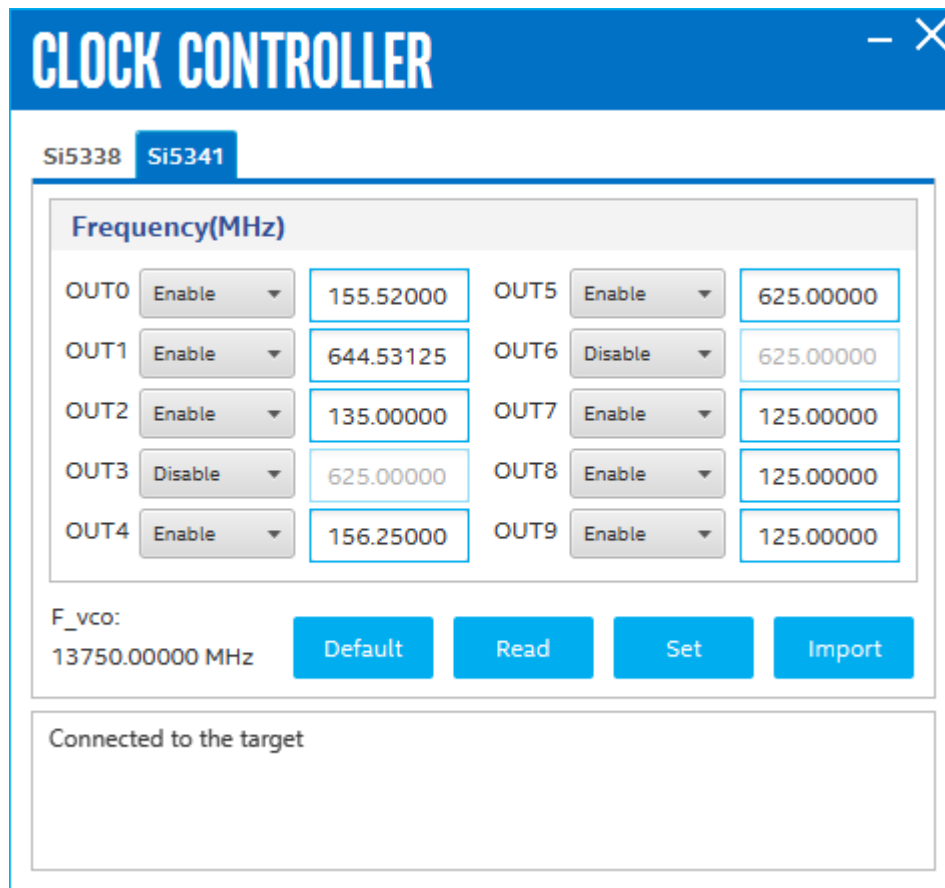 CLOCK CONTROLLER
Si5338 Si5341
Frequency(MHz)
OUT0 Enable 155.52000 OUT5 Enable 625.00000
OUT1 Enable 644.53125 OUT6 Disable 625.00000
OUT2 Enable 135.00000 OUT7 Enable 125.00000
OUT3 Disable 625.00000 OUT8 Enable 125.00000
OUT4 Enable 156.25000 OUT9 Enable 125.00000
F_vco:
13750.00000 MHz
Default Read Set Import
Connected to the target